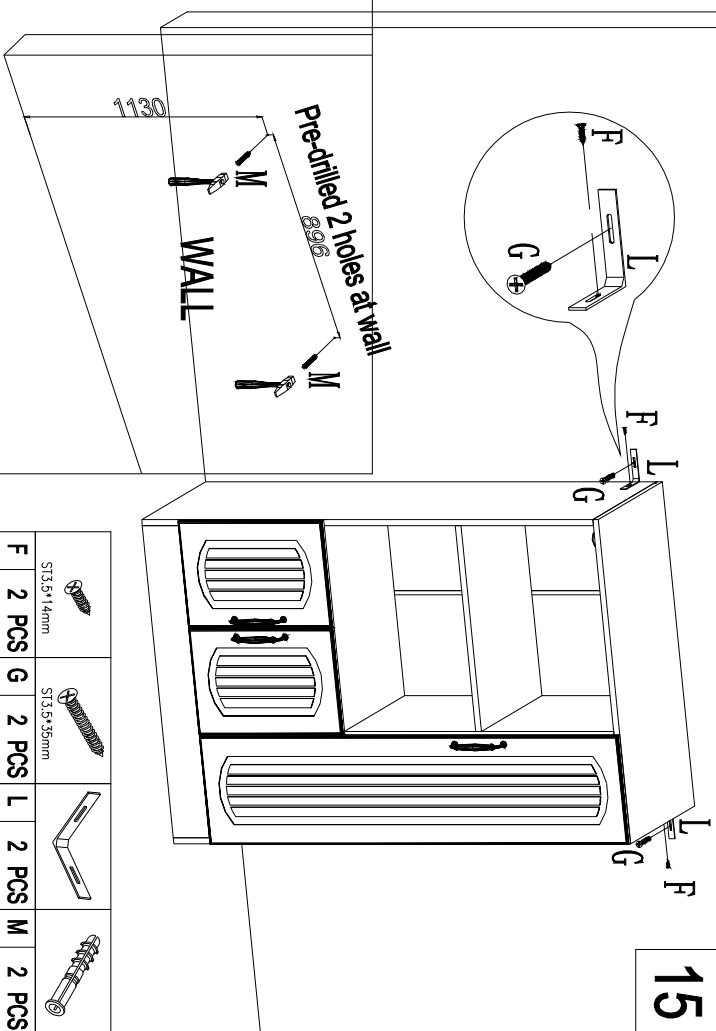 15
F
L
G
F
L
G
L
G
F
Pre-drilled 2 holes at wall
1130
896
M
M
WALL
ST3.5*14mm
ST3.5*35mm
F 2 PCS G 2 PCS L 2 PCS M 2 PCS